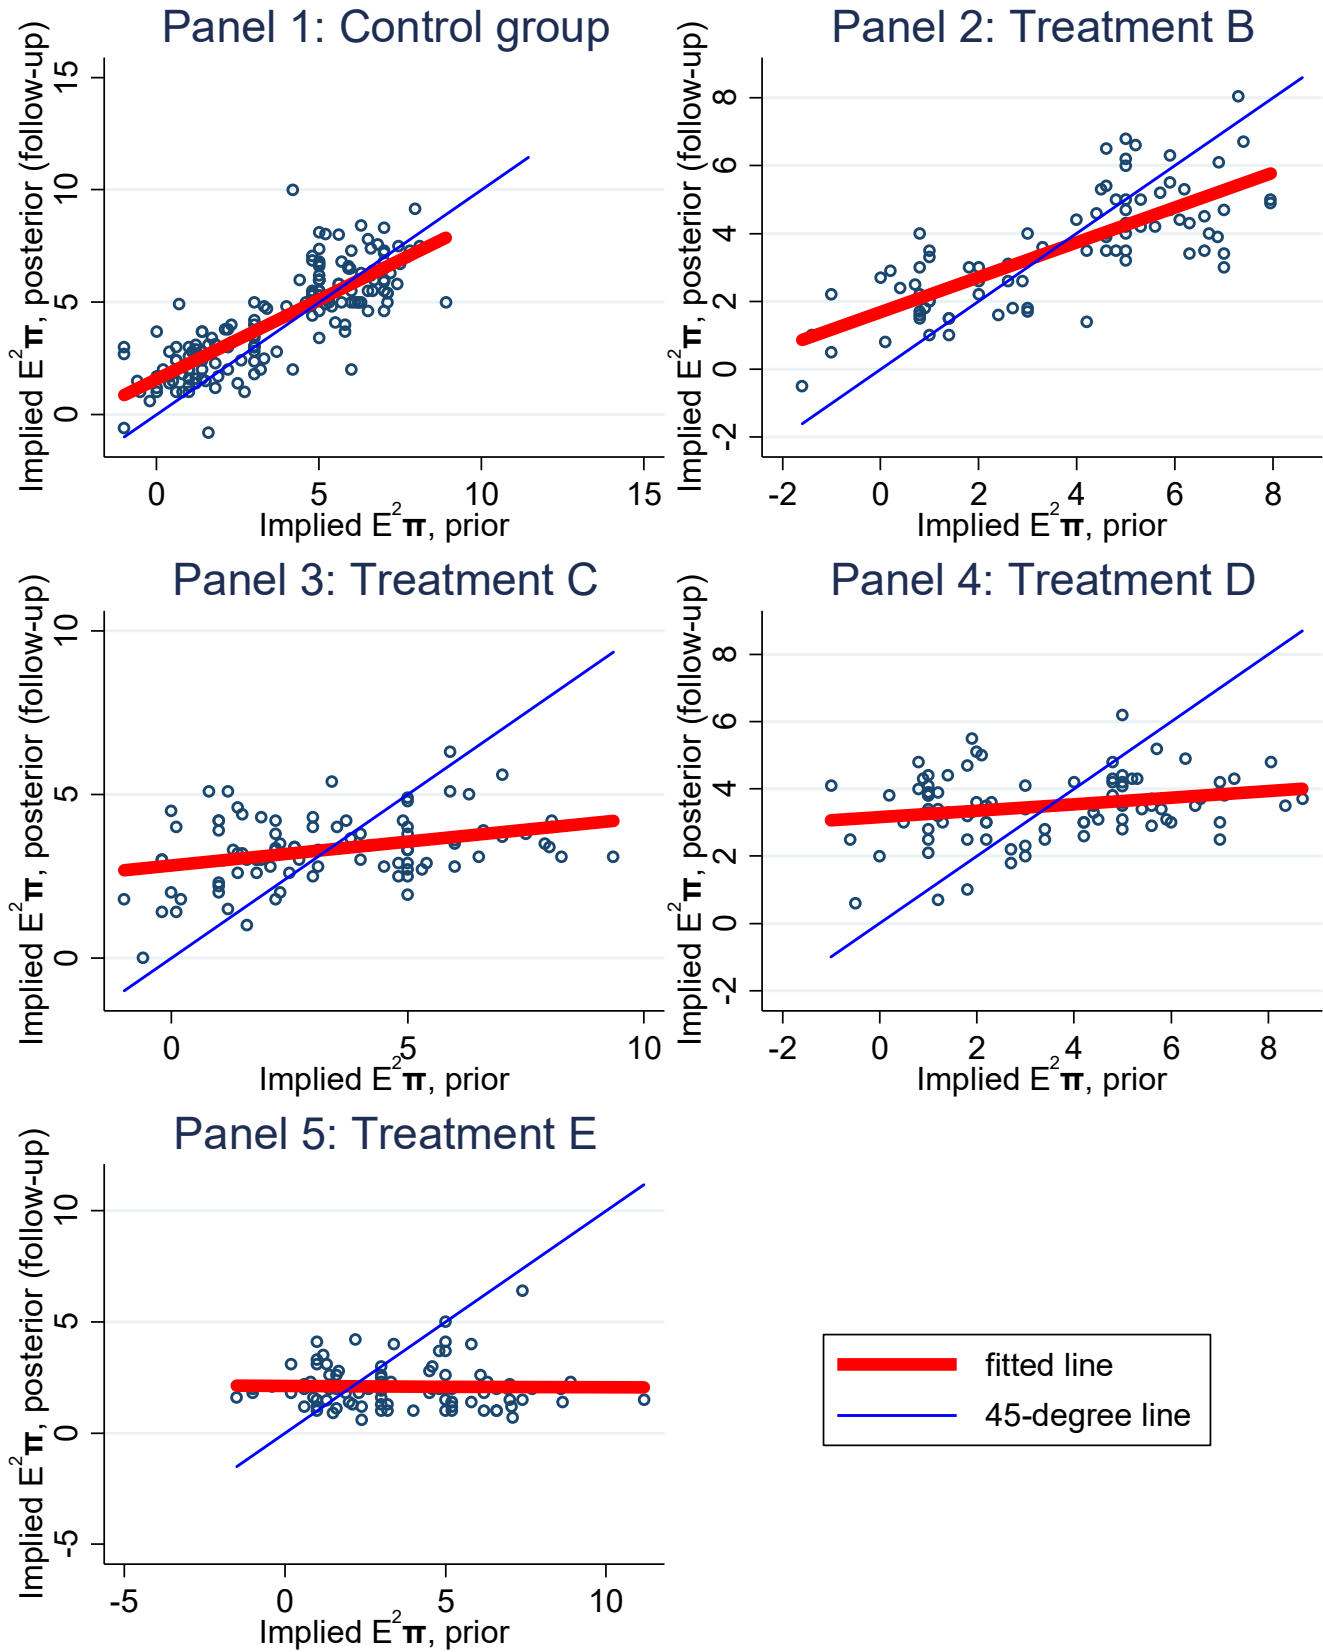 Panel 1: Control group
Implied E²π, posterior (follow-up)
15
10
5
0
0 5 10 15
Implied E²π, prior
Panel 2: Treatment B
Implied E²π, posterior (follow-up)
8
6
4
2
0
-2
-2 0 2 4 6 8
Implied E²π, prior
Panel 3: Treatment C
Implied E²π, posterior (follow-up)
10
5
0
0 5 10
Implied E²π, prior
Panel 4: Treatment D
Implied E²π, posterior (follow-up)
8
6
4
2
0
-2
-2 0 2 4 6 8
Implied E²π, prior
Panel 5: Treatment E
Implied E²π, posterior (follow-up)
10
5
0
-5
-5 0 5 10
Implied E²π, prior
fitted line
45-degree line